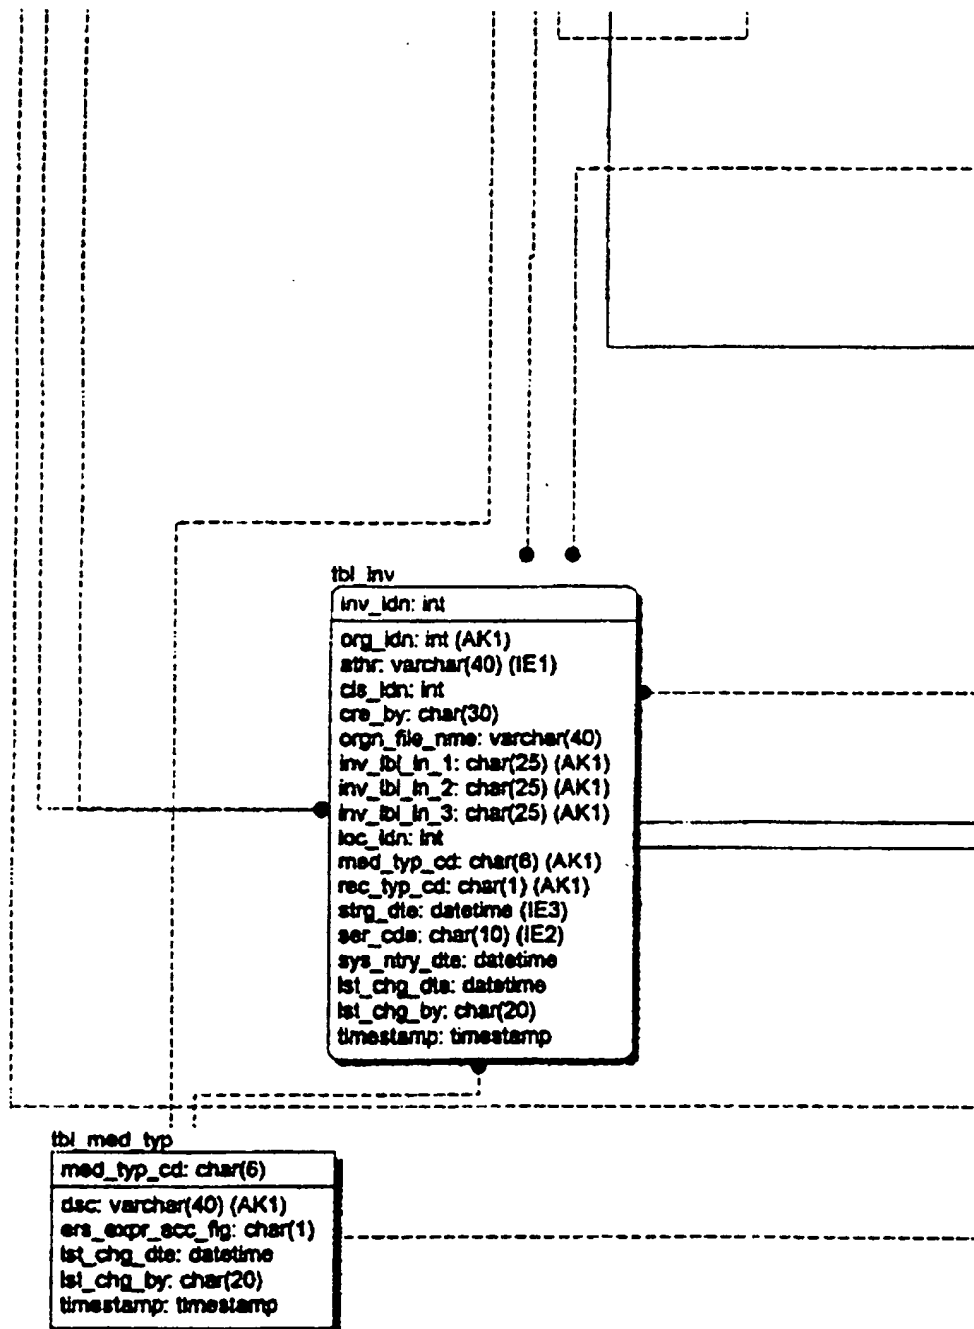 tbl_inv
inv_idn: int
org_idn: int (AK1)
athr: varchar(40) (IE1)
cls_idn: int
cre_by: char(30)
orgn_file_nme: varchar(40)
inv_lbl_ln_1: char(25) (AK1)
inv_lbl_ln_2: char(25) (AK1)
inv_lbl_ln_3: char(25) (AK1)
loc_idn: int
med_typ_cd: char(6) (AK1)
rec_typ_cd: char(1) (AK1)
strg_dte: datetime (IE3)
ser_cde: char(10) (IE2)
sys_ntry_dte: datetime
lst_chg_dte: datetime
lst_chg_by: char(20)
timestamp: timestamp
tbl_med_typ
med_typ_cd: char(6)
dsc: varchar(40) (AK1)
ers_expr_acc_flg: char(1)
lst_chg_dte: datetime
lst_chg_by: char(20)
timestamp: timestamp